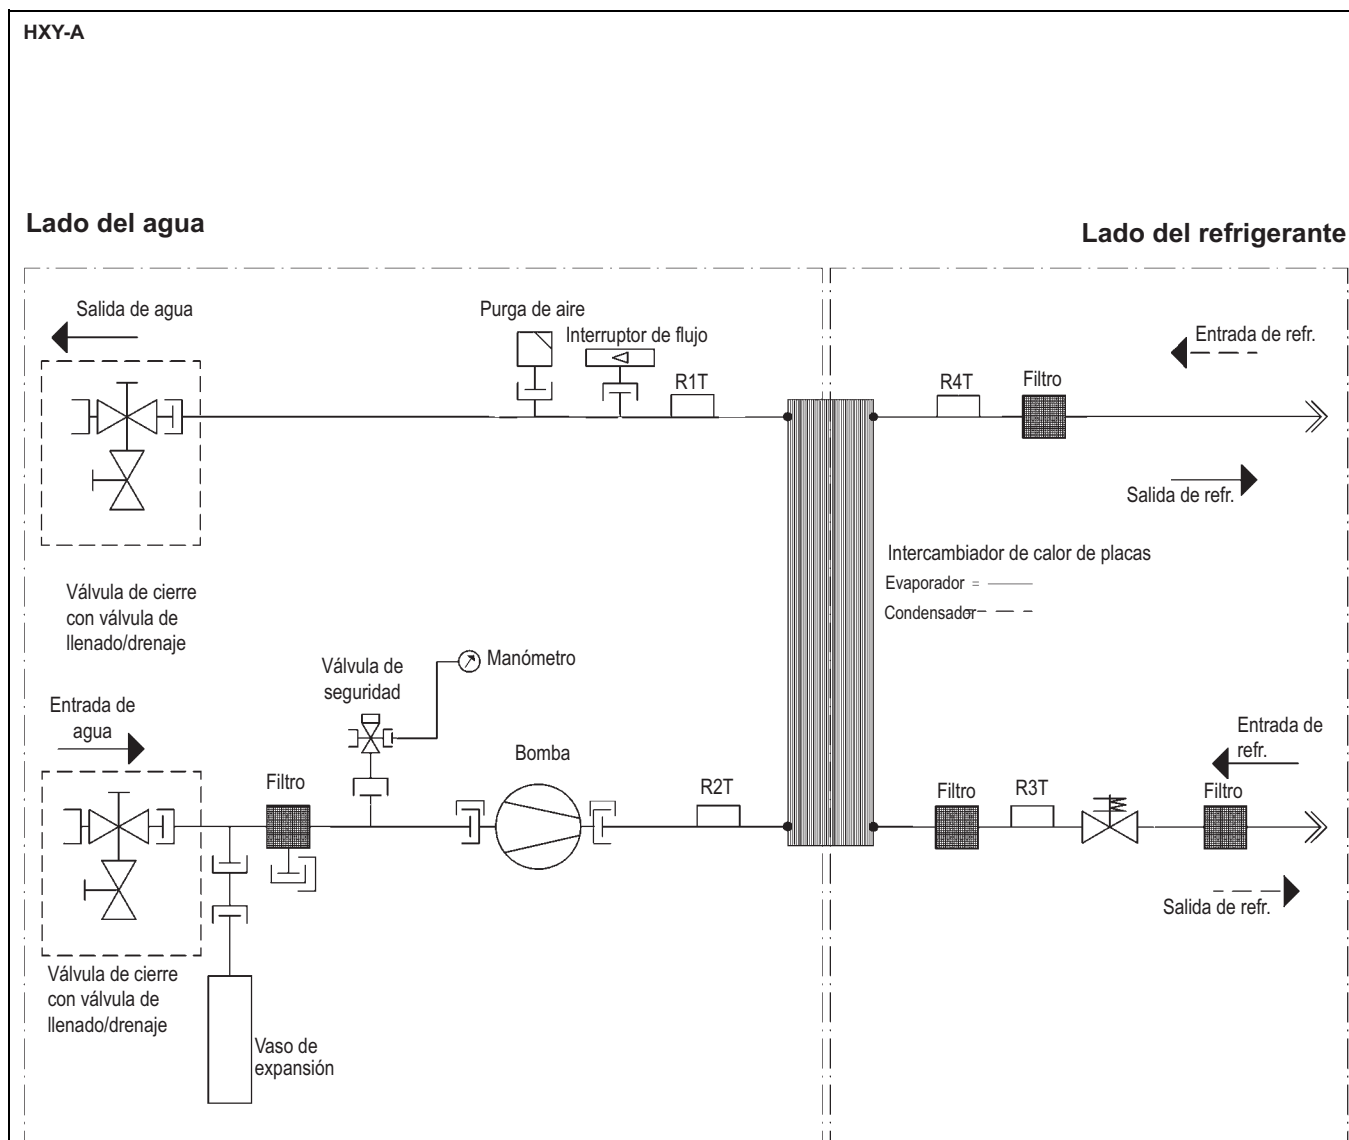 HXY-A
Lado del agua
Lado del refrigerante
Salida de agua
Purga de aire
Interruptor de flujo
R1T
R4T
Filtro
Entrada de refr.
Salida de refr.
Válvula de cierre
con válvula de
llenado/drenaje
Intercambiador de calor de placas
Evaporador =
Condensador=
Válvula de
seguridad
Manómetro
Entrada de
agua
Filtro
Bomba
R2T
Filtro
R3T
Entrada de
refr.
Filtro
Salida de refr.
Válvula de cierre
con válvula de
llenado/drenaje
Vaso de
expansión